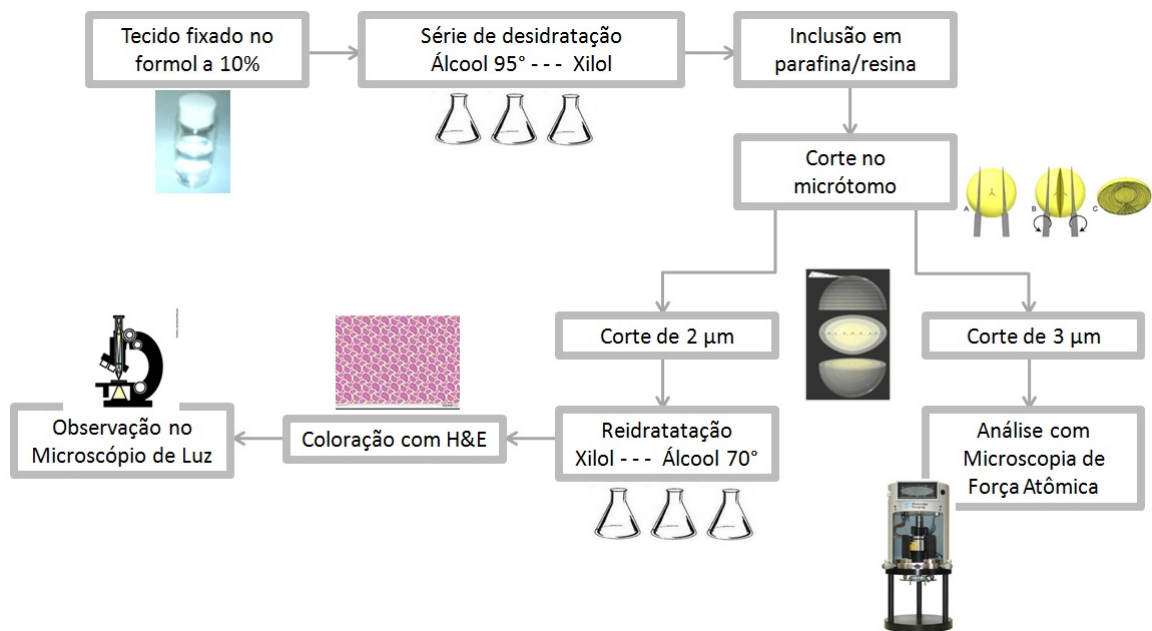 Tecido fixado no
formol a 10%
Série de desidratação
Álcool 95° - - - Xilol
Inclusão em
parafina/resina
Corte no
micrótomo
A
B
C
Corte de 2 µm
Corte de 3 µm
Observação no
Microscópio de Luz
Coloração com H&E
Reidratatação
Xilol - - - Álcool 70°
Análise com
Microscopia de
Força Atômica